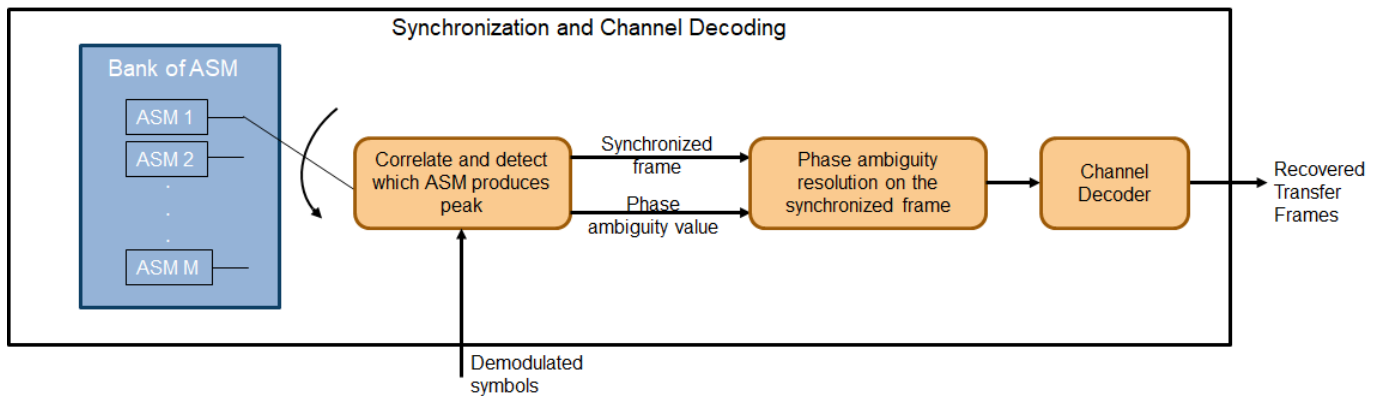 Synchronization and Channel Decoding
Bank of ASM
ASM 1
ASM 2
.
.
.
ASM M
Correlate and detect
which ASM produces
peak
Synchronized
frame
Phase
ambiguity value
Phase ambiguity
resolution on the
synchronized frame
Channel
Decoder
Recovered
Transfer
Frames
Demodulated
symbols